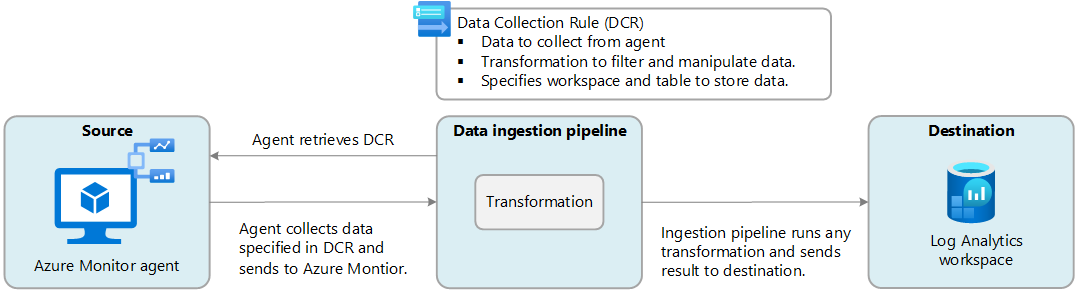 Data Collection Rule (DCR)
▪ Data to collect from agent
▪ Transformation to filter and manipulate data.
▪ Specifies workspace and table to store data.
Source
Azure Monitor agent
Agent retrieves DCR
Agent collects data
specified in DCR and
sends to Azure Montior.
Data ingestion pipeline
Transformation
Ingestion pipeline runs any
transformation and sends
result to destination.
Destination
Log Analytics
workspace